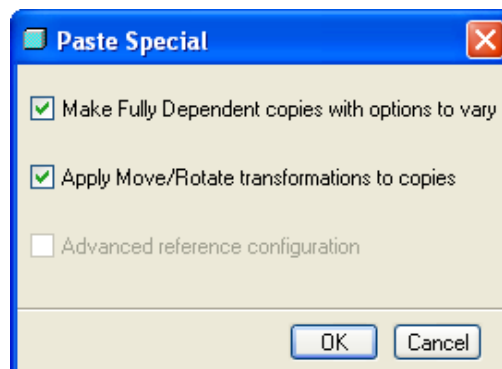 Paste Special
Make Fully Dependent copies with options to vary
Apply Move/Rotate transformations to copies
Advanced reference configuration
OK Cancel